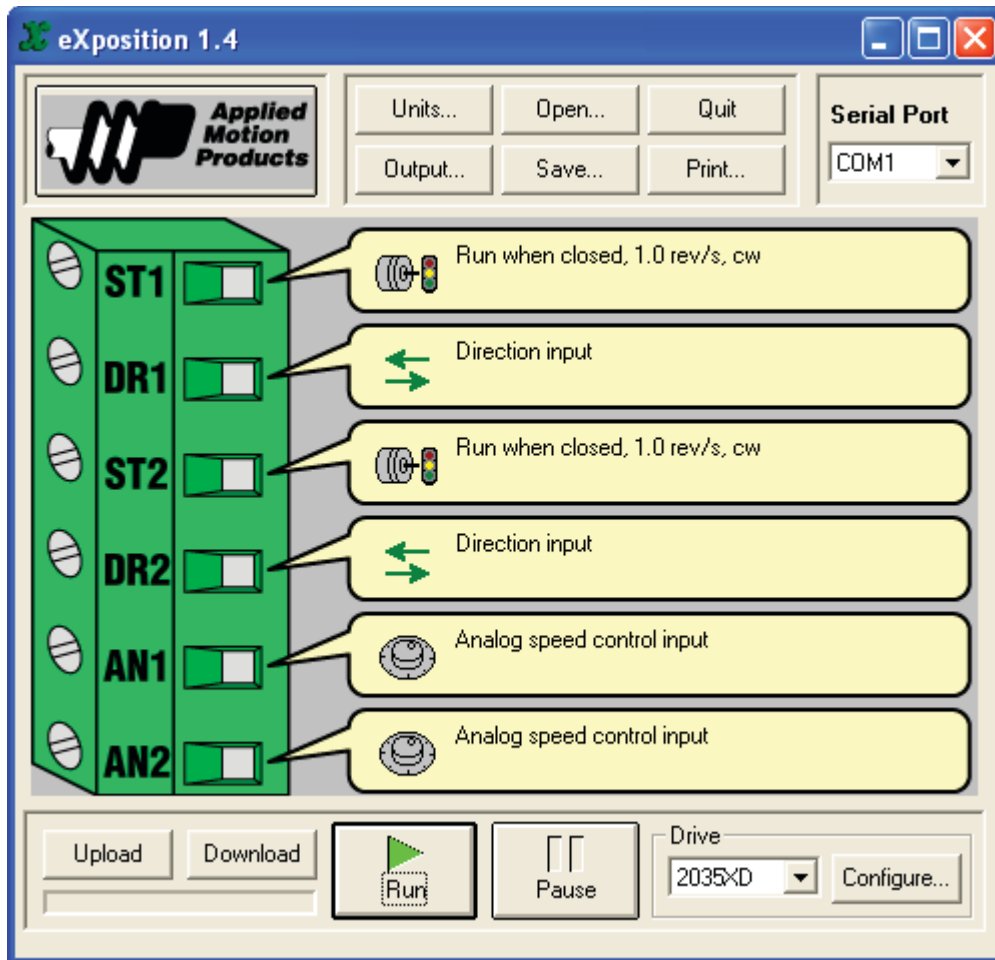 eXposition 1.4
Applied
Motion
Products
Units... Open... Quit
Output... Save... Print...
Serial Port
COM1
ST1 Run when closed, 1.0 rev/s, cw
DR1 Direction input
ST2 Run when closed, 1.0 rev/s, cw
DR2 Direction input
AN1 Analog speed control input
AN2 Analog speed control input
Upload Download
Run
Pause
Drive
2035XD Configure...